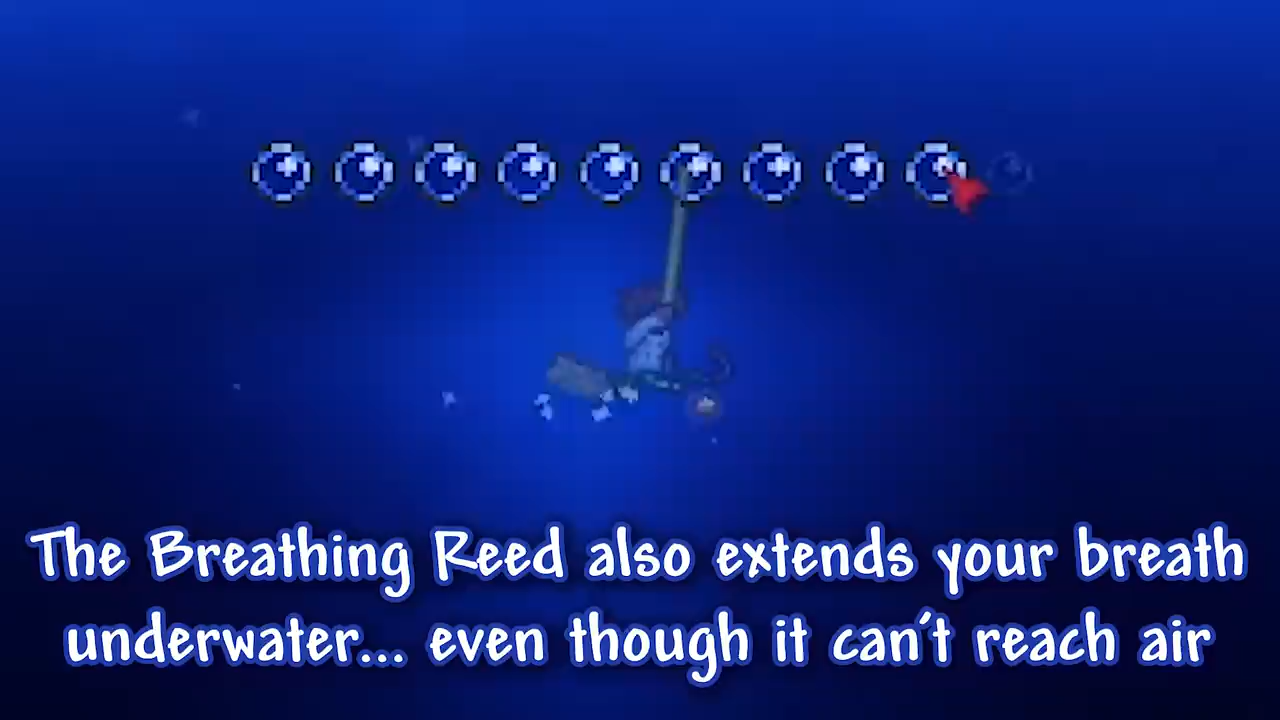 The Breathing Reed also extends your breath
underwater... even though it can't reach air